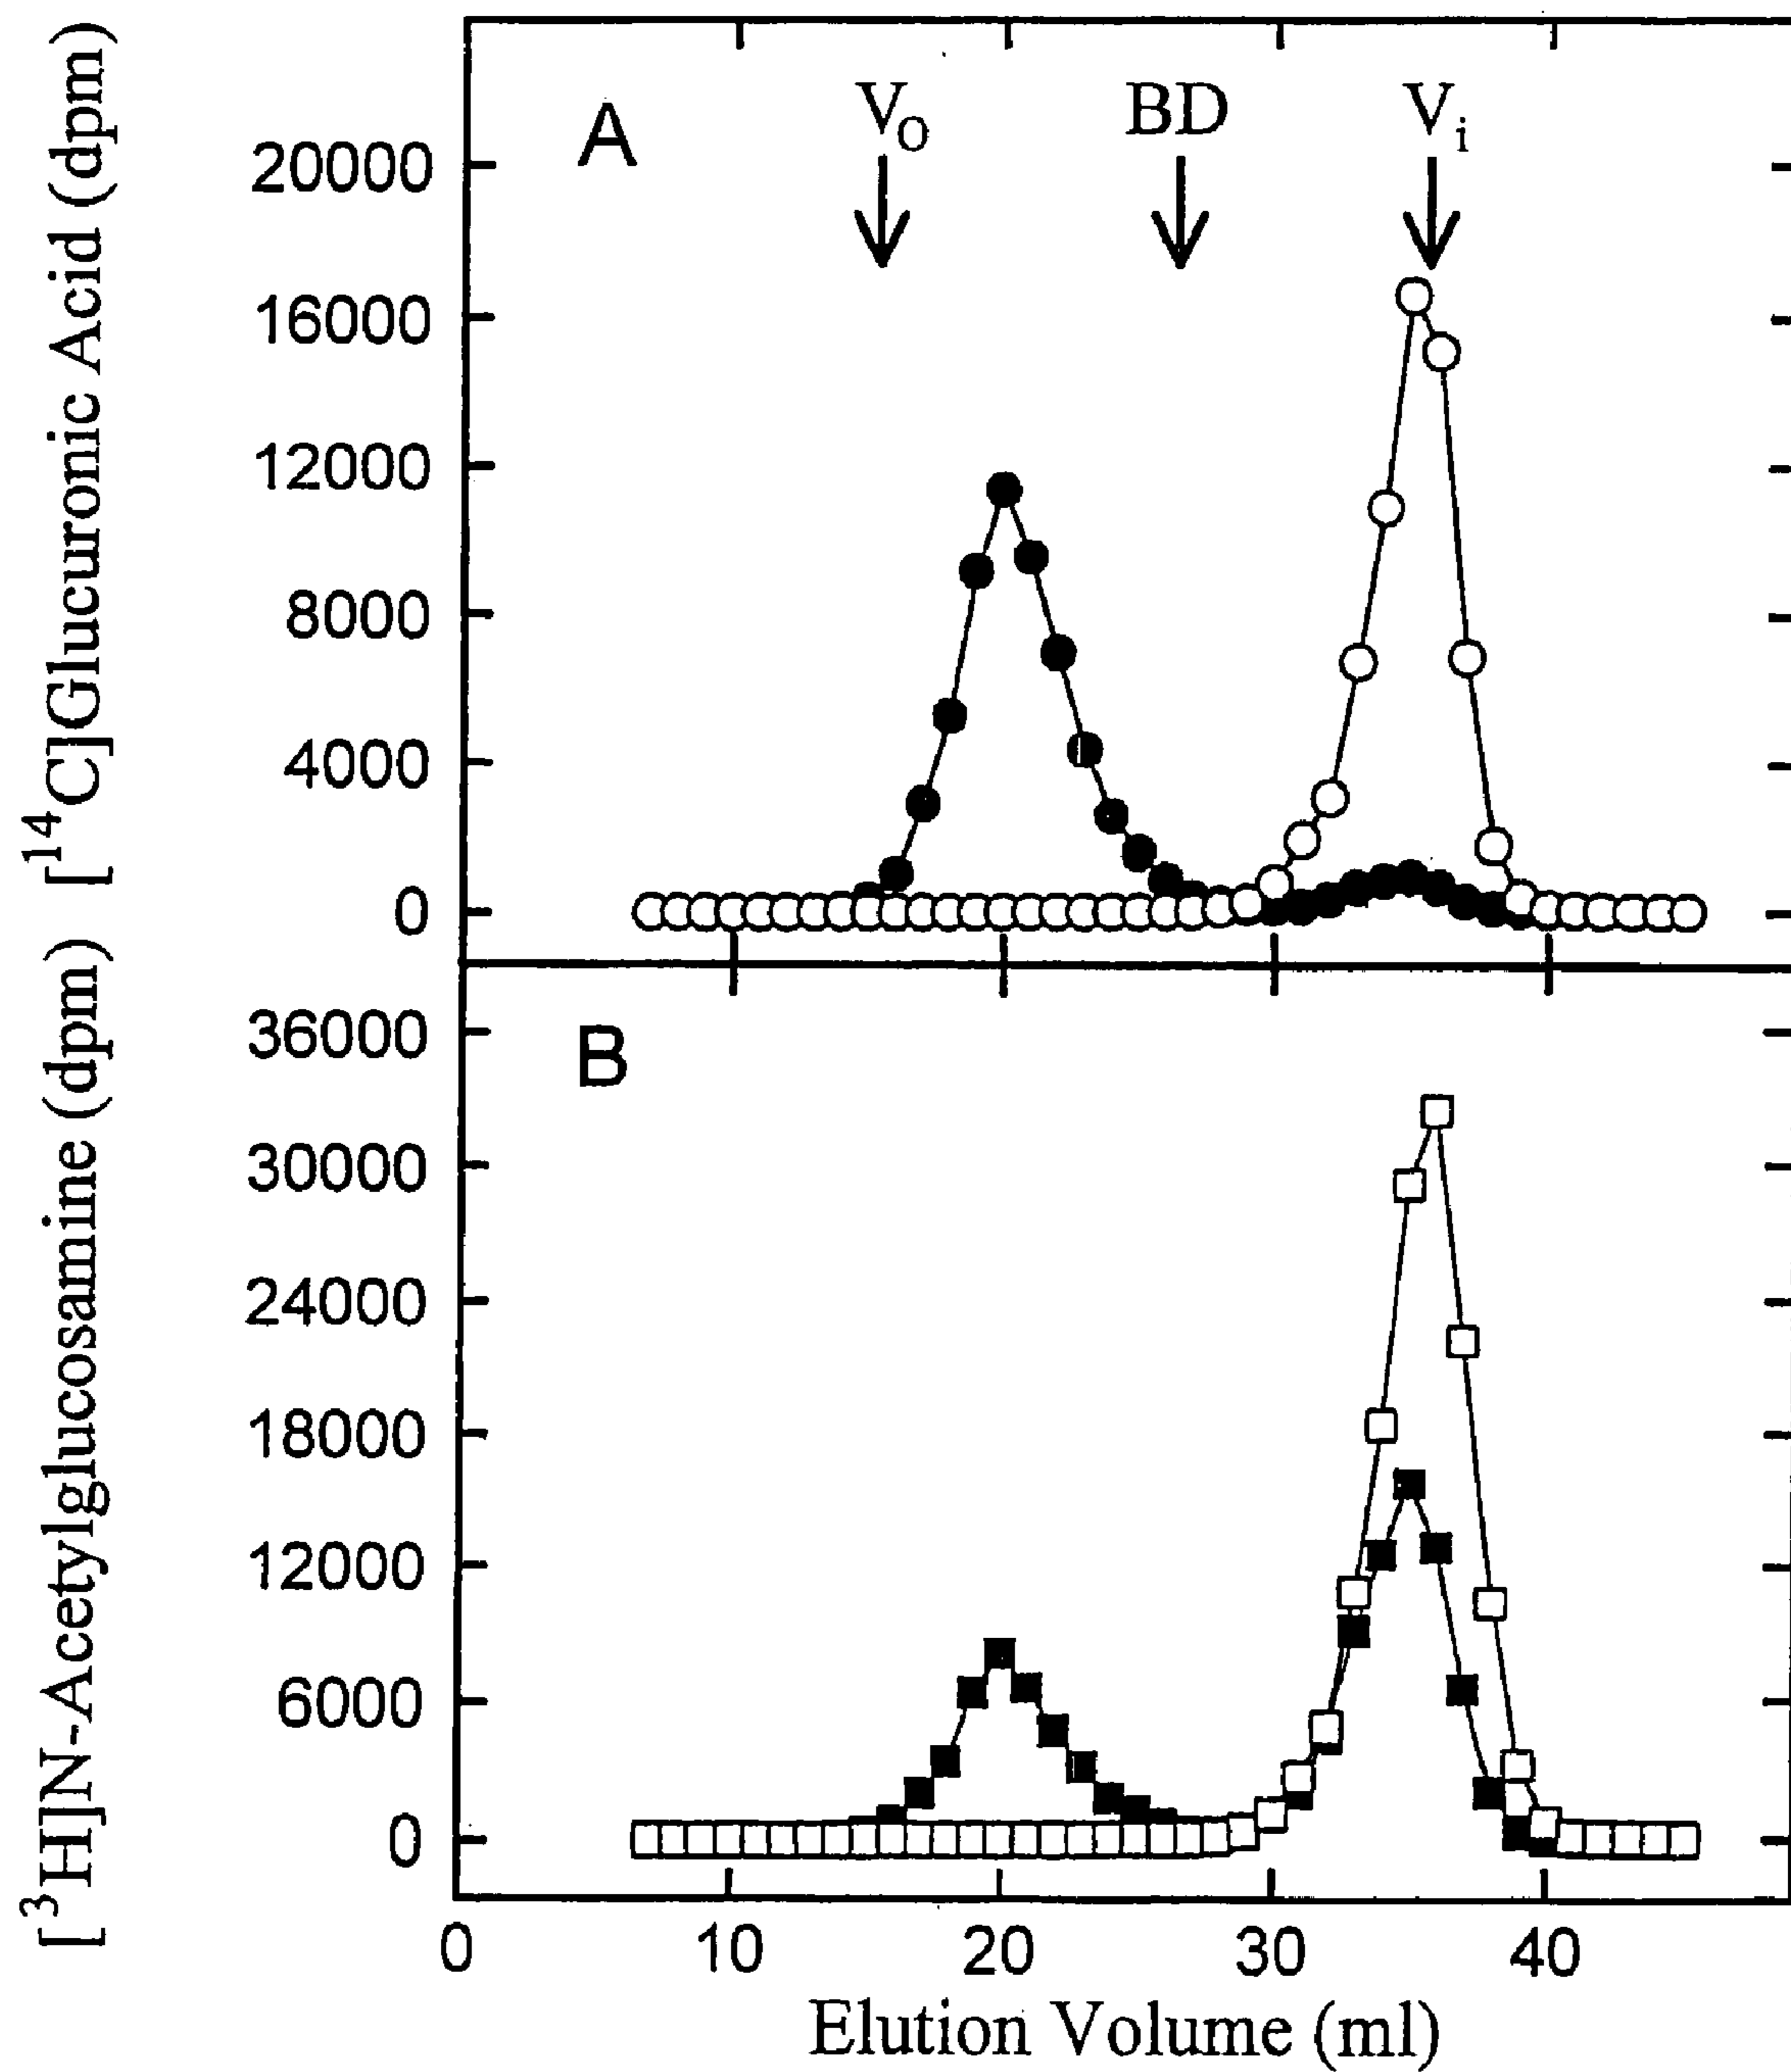 [¹⁴C]Glucuronic Acid (dpm)
A
V₀ BD Vᵢ
20000
16000
12000
8000
4000
0
[³H]N-Acetylglucosamine (dpm)
B
36000
30000
24000
18000
12000
6000
0
0 10 20 30 40
Elution Volume (ml)